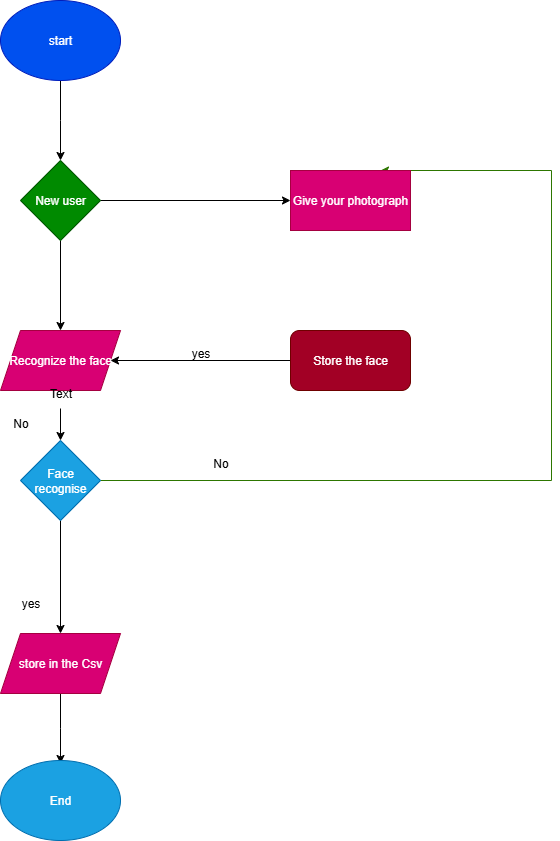 start
New user
Give your photograph
Recognize the face
yes
Store the face
Text
No
No
Face
recognise
yes
store in the Csv
End